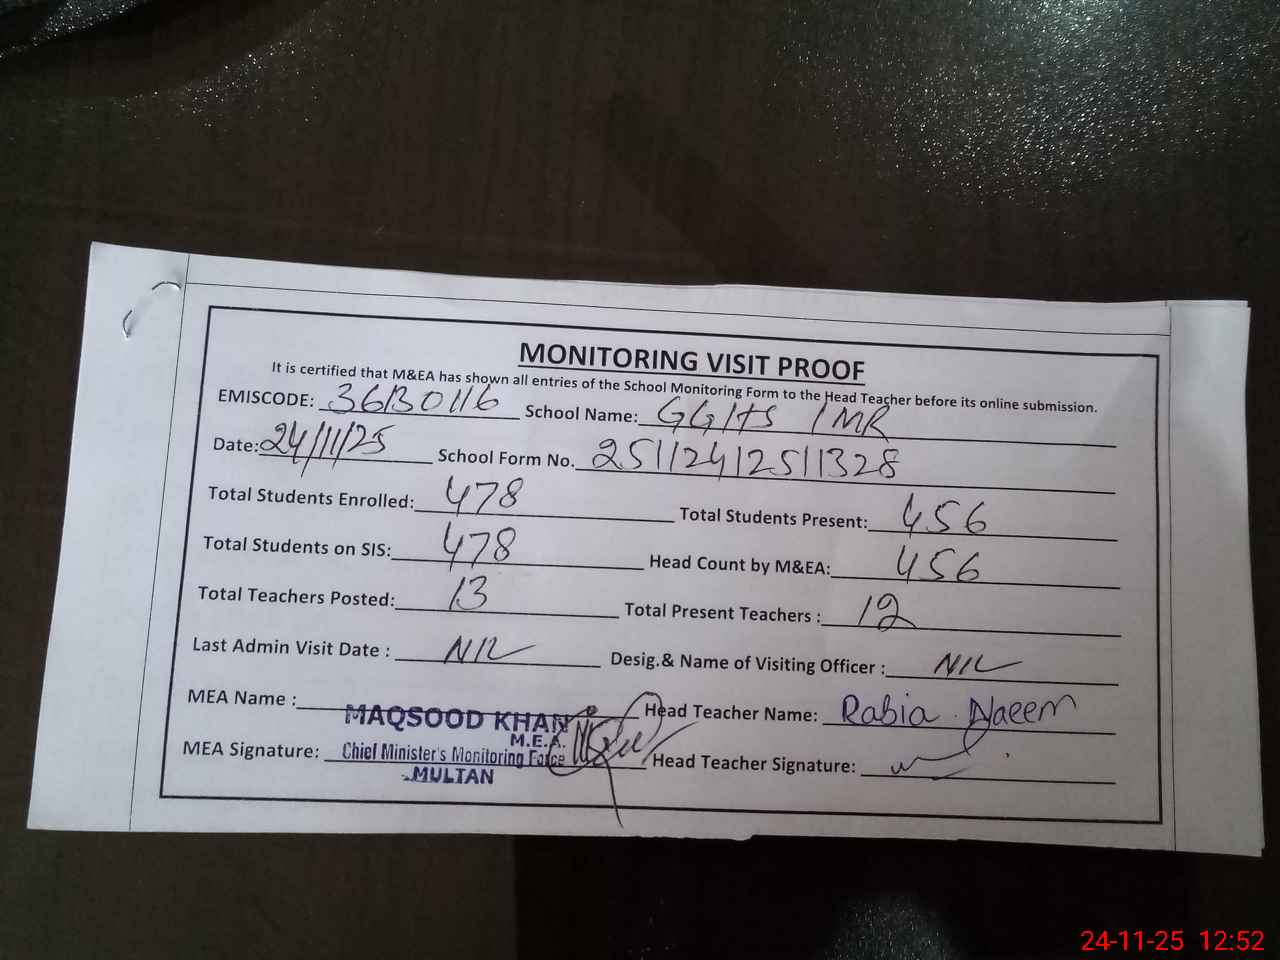 MONITORING VISIT PROOF
It is certified that M&EA has shown all entries of the School Monitoring Form to the Head Teacher before its online submission.
EMISCODE: 36130116 School Name: GGHS 1MR
Date: 24/11/25 School Form No. 25112412511328
Total Students Enrolled: 478 Total Students Present: 456
Total Students on SIS: 478 Head Count by M&EA: 456
Total Teachers Posted: 13 Total Present Teachers : 12
Last Admin Visit Date : NIL Desig.& Name of Visiting Officer : NIL
MEA Name : MAQSOOD KHAN Head Teacher Name: Rabia Naeem
M.E.A.
MEA Signature: Chief Minister's Monitoring Force Head Teacher Signature:
MULTAN
24-11-25 12:52